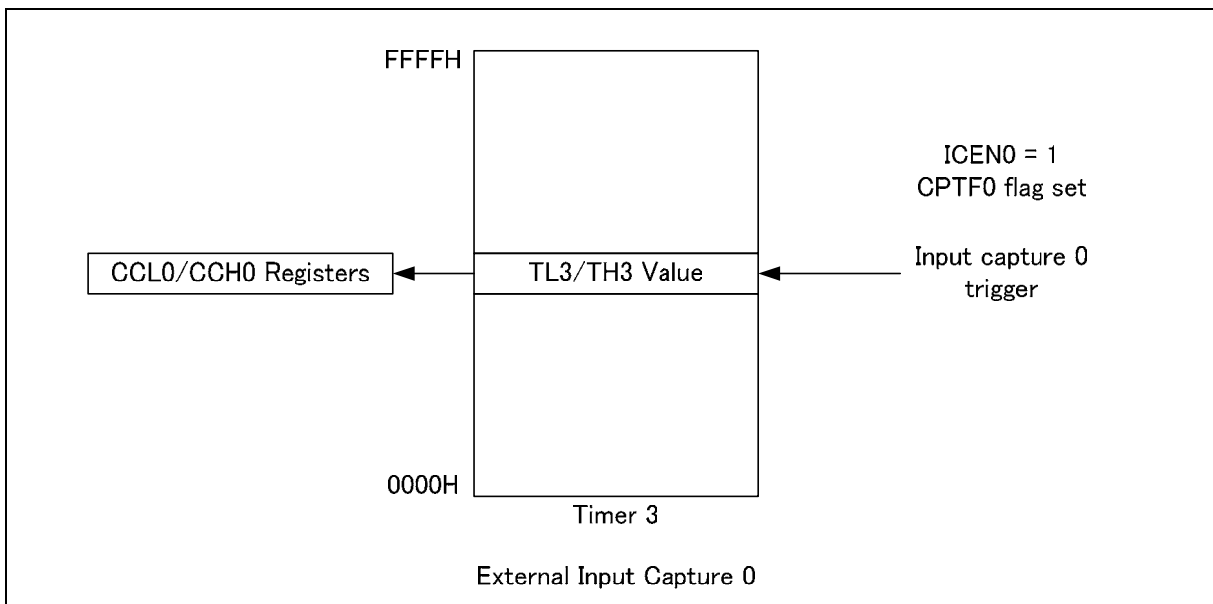 FFFFH
ICEN0 = 1
CPTF0 flag set
CCL0/CCH0 Registers
TL3/TH3 Value
Input capture 0
trigger
0000H
Timer 3
External Input Capture 0